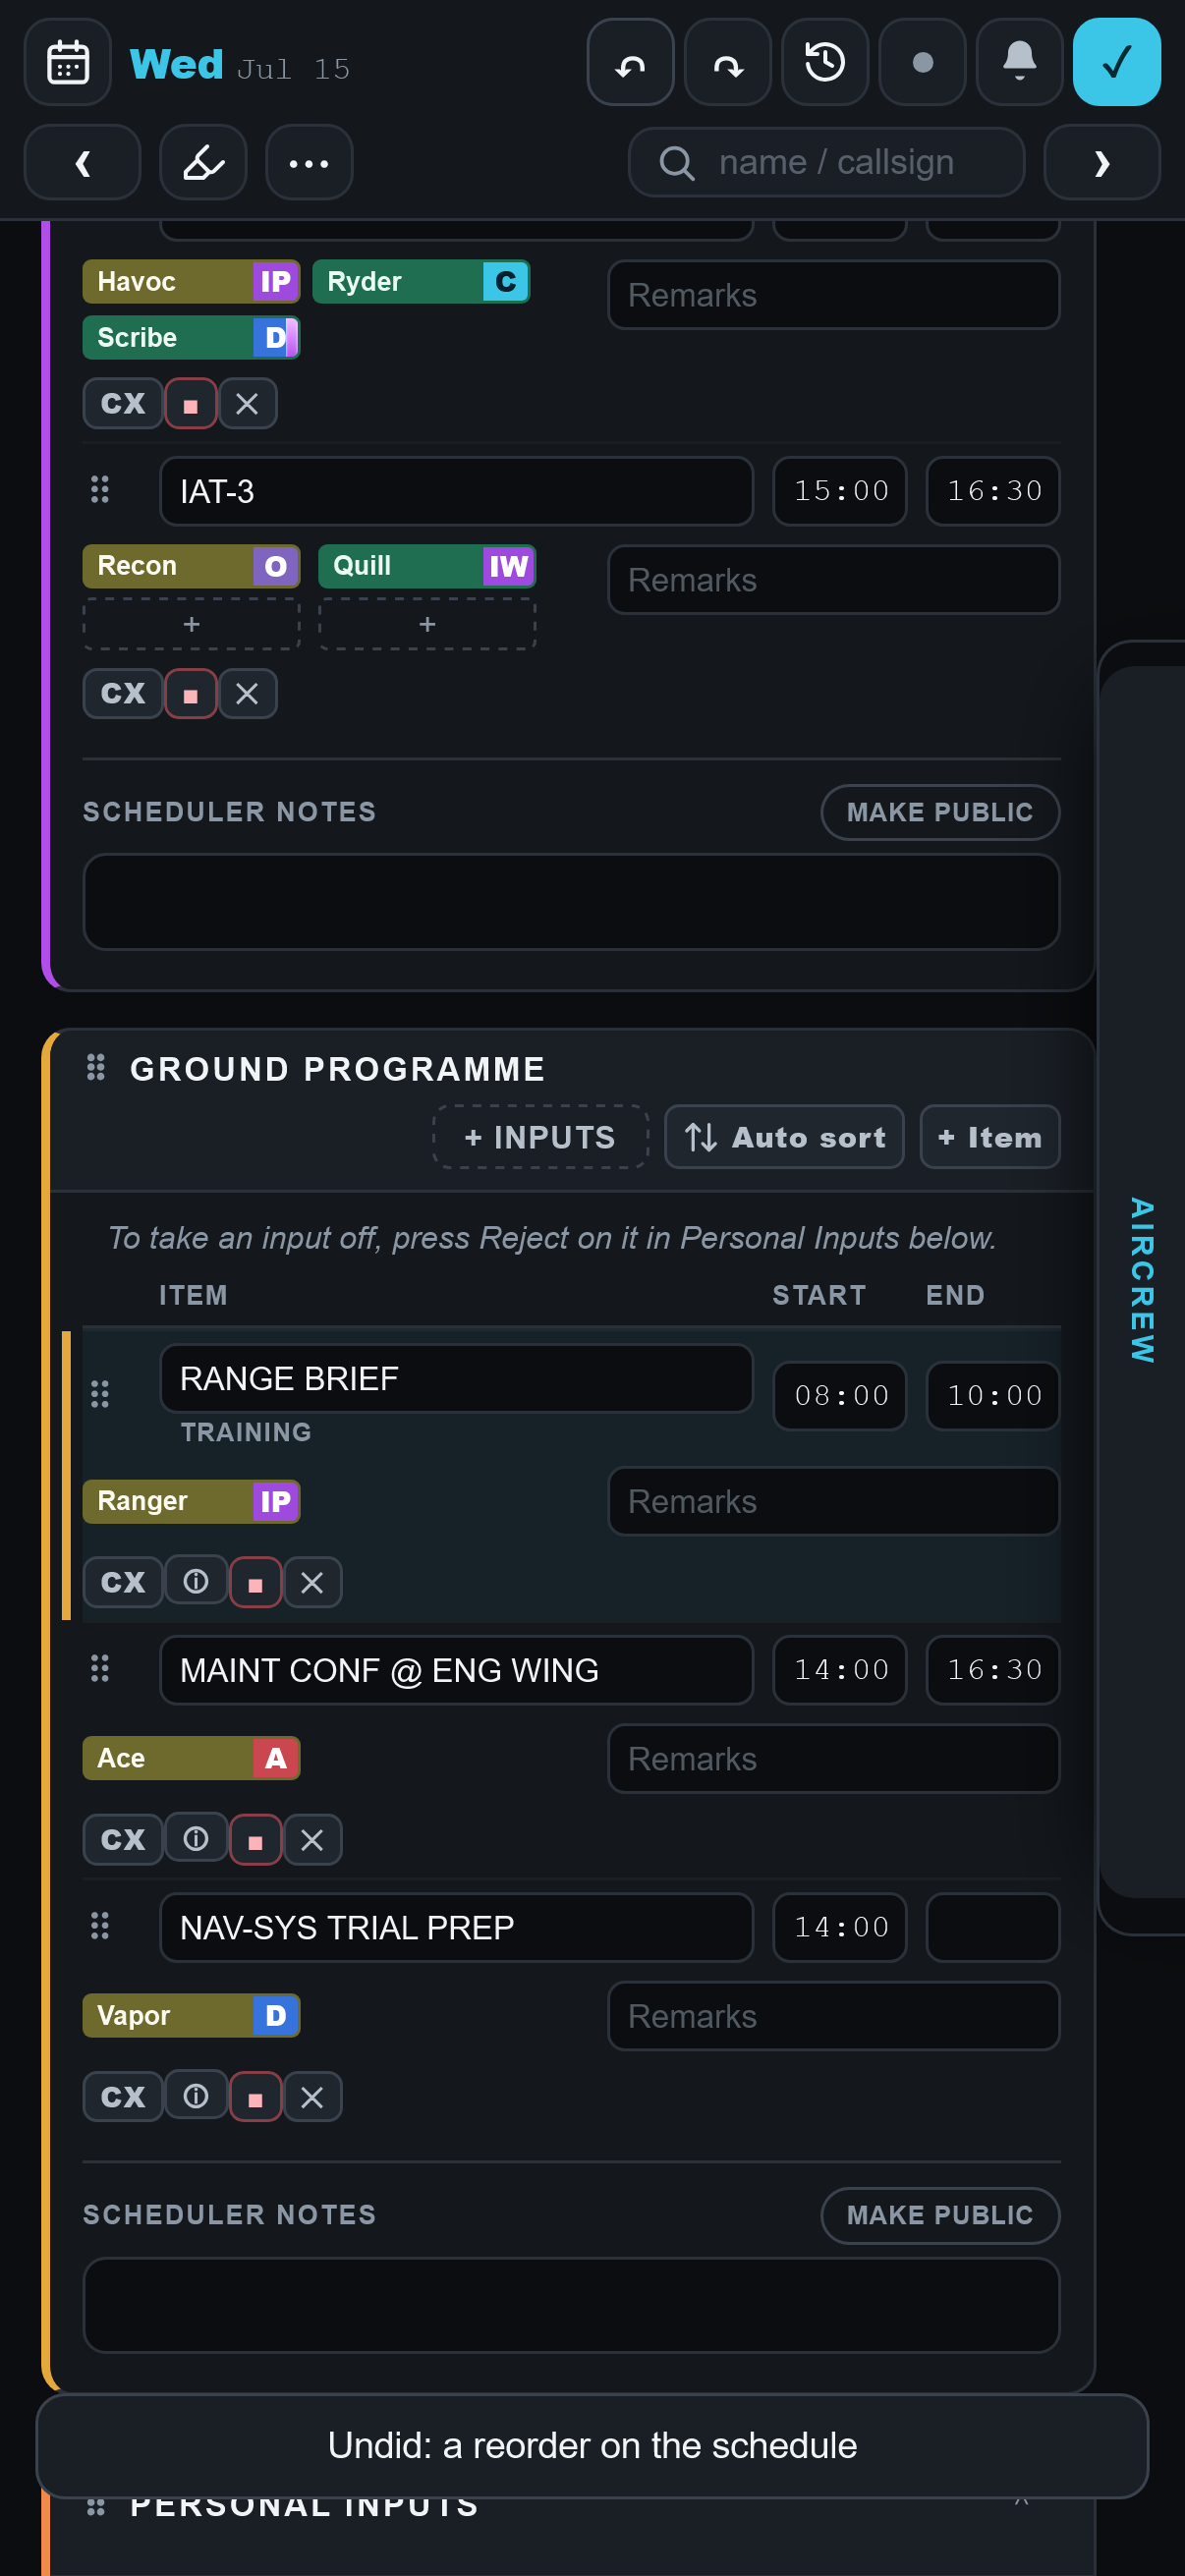 Wed Jul 15
name / callsign
Havoc IP Ryder C
Remarks
Scribe D
CX
IAT-3 15:00 16:30
Recon O Quill IW
Remarks
+ +
CX
SCHEDULER NOTES MAKE PUBLIC
GROUND PROGRAMME
+ INPUTS Auto sort + Item
To take an input off, press Reject on it in Personal Inputs below.
ITEM START END
RANGE BRIEF 08:00 10:00
TRAINING
Ranger IP Remarks
CX
MAINT CONF @ ENG WING 14:00 16:30
Ace A Remarks
CX
NAV-SYS TRIAL PREP 14:00
Vapor D Remarks
CX
SCHEDULER NOTES MAKE PUBLIC
AIRCREW
Undid: a reorder on the schedule
PERSONAL INPUTS